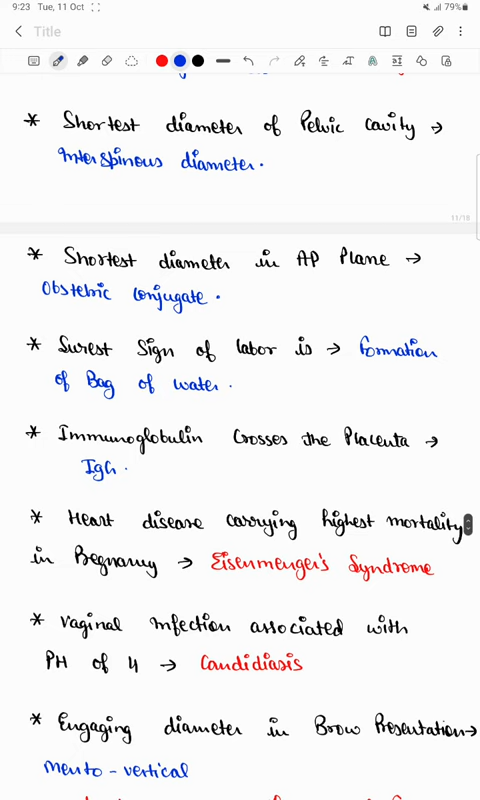 9:23 Tue, 11 Oct 79%
Title
* Shortest diameter of Pelvic Cavity →
Interspinous diameter.
11/18
* Shortest diameter in AP Plane →
Obstetric Conjugate.
* Surest Sign of labor is → formation
of Bag of water.
* Immunoglobulin Crosses the Placenta →
IgG.
* Heart disease carrying highest mortality
in Pregnancy → Eisenmenger's Syndrome
* Vaginal Infection associated with
PH of 4 → Candidiasis
* Engaging diameter in Brow Presentation→
mento - vertical